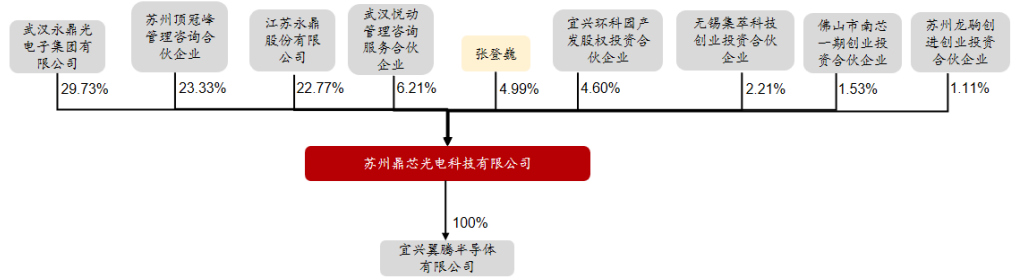 武汉永鼎光
电子集团有
限公司
苏州顶冠峰
管理咨询合
伙企业
江苏永鼎
股份有限
公司
武汉悦动
管理咨询
服务合伙
企业
张登巍
宜兴环科园产
发股权投资合
伙企业
无锡集萃科技
创业投资合伙
企业
佛山市南芯
一期创业投
资合伙企业
苏州龙驹创
进创业投资
合伙企业
29.73%
23.33%
22.77%
6.21%
4.99%
4.60%
2.21%
1.53%
1.11%
苏州鼎芯光电科技有限公司
100%
宜兴翼腾半导体
有限公司